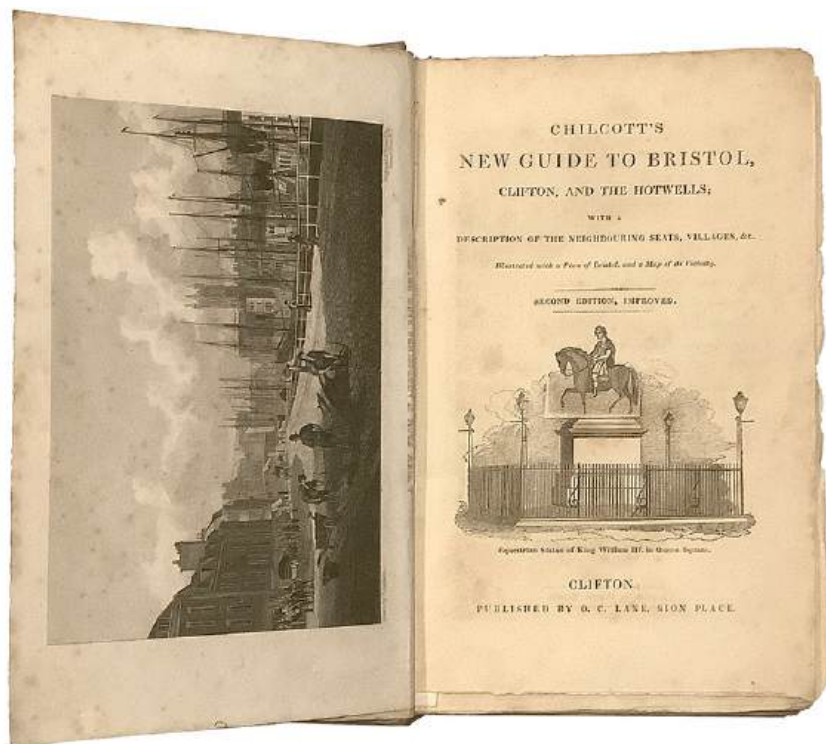 CHILCOTT'S
NEW GUIDE TO BRISTOL,
CLIFTON, AND THE HOTWELLS;
WITH A
DESCRIPTION OF THE NEIGHBOURING SEATS, VILLAGES, &c.
Illustrated with a View of Bristol, and a Map of its Vicinity.
SECOND EDITION, IMPROVED.
Equestrian Statue of King William III. in Queen Square.
CLIFTON
PUBLISHED BY O. C. LANE, SION PLACE.